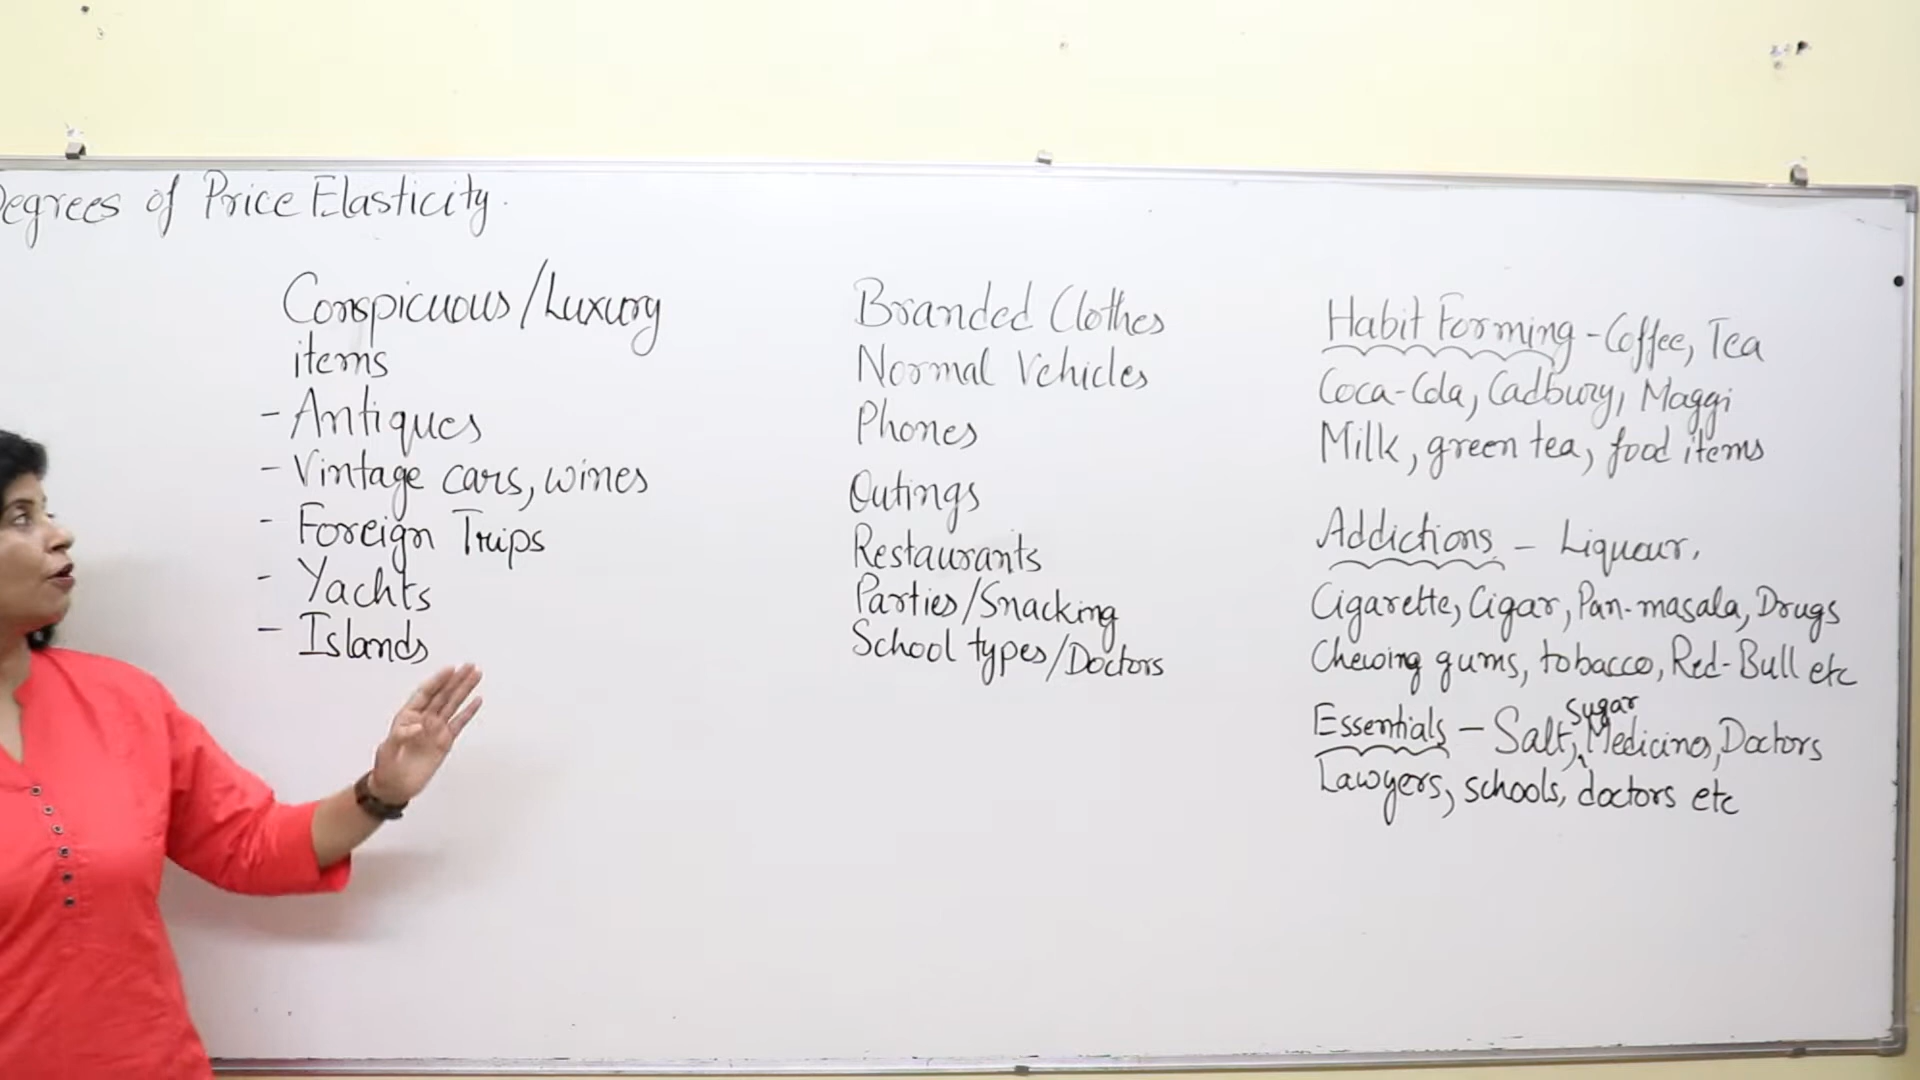 Degrees of Price Elasticity.
Conspicuous/Luxury
items
- Antiques
- Vintage cars, wines
- Foreign Trips
- Yachts
- Islands
Branded Clothes
Normal Vehicles
Phones
Outings
Restaurants
Parties/Snacking
School types/Doctors
Habit Forming - Coffee, Tea
Coca-Cola, Cadbury, Maggi
Milk, green tea, food items
Addictions - Liqueur,
Cigarette, Cigar, Pan-masala, Drugs
Chewing gums, tobacco, Red-Bull etc
Essentials - Salt, sugar Medicines, Doctors
Lawyers, schools, doctors etc